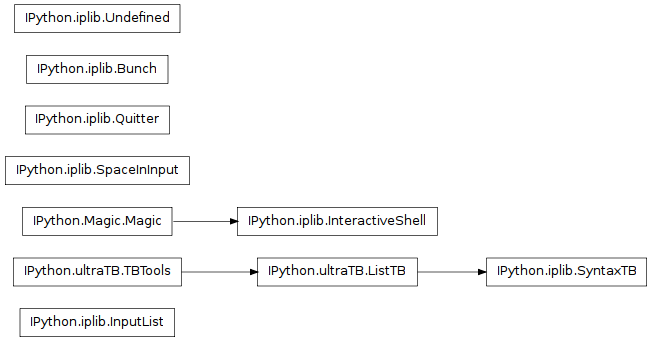 IPython.iplib.Undefined
IPython.iplib.Bunch
IPython.iplib.Quitter
IPython.iplib.SpaceInInput
IPython.Magic.Magic
IPython.iplib.InteractiveShell
IPython.ultraTB.TBTools
IPython.ultraTB.ListTB
IPython.iplib.SyntaxTB
IPython.iplib.InputList